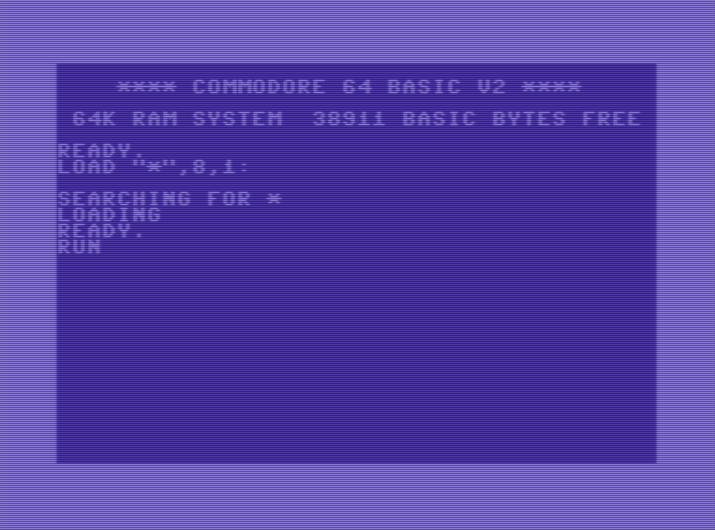 **** COMMODORE 64 BASIC V2 ****
64K RAM SYSTEM  38911 BASIC BYTES FREE
READY.
LOAD "*",8,1:
SEARCHING FOR *
LOADING
READY.
RUN